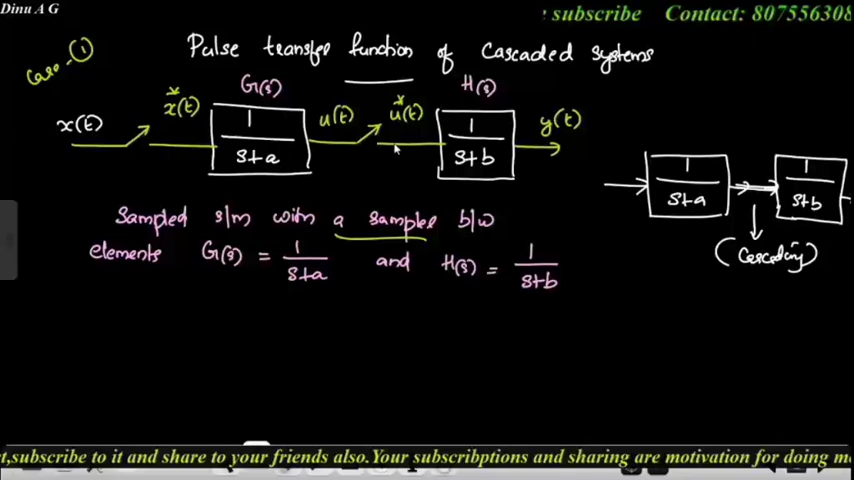 Dinu A G
: subscribe Contact: 807556308
Case-①
Pulse transfer function of Cascaded Systems
G(s) H(s)
x(t) x*(t) 1/(s+a) u(t) u*(t) 1/(s+b) y(t)
1/(s+a) 1/(s+b)
(Cascading)
Sampled s/m with a sampler b/w
elements G(s) = 1/(s+a) and H(s) = 1/(s+b)
t,subscribe to it and share to your friends also.Your subscribptions and sharing are motivation for doing m